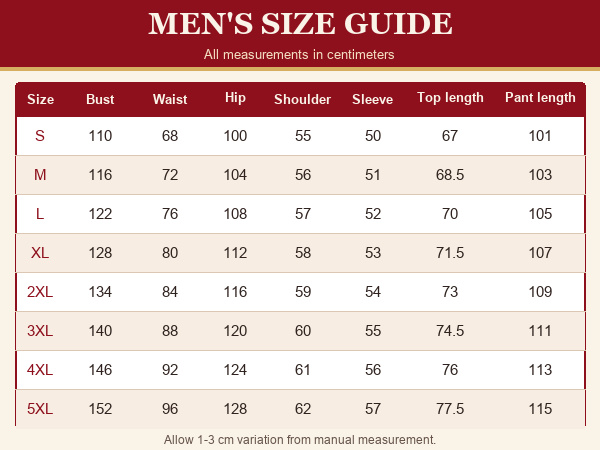 MEN'S SIZE GUIDE
All measurements in centimeters
Size Bust Waist Hip Shoulder Sleeve Top length Pant length
S 110 68 100 55 50 67 101
M 116 72 104 56 51 68.5 103
L 122 76 108 57 52 70 105
XL 128 80 112 58 53 71.5 107
2XL 134 84 116 59 54 73 109
3XL 140 88 120 60 55 74.5 111
4XL 146 92 124 61 56 76 113
5XL 152 96 128 62 57 77.5 115
Allow 1-3 cm variation from manual measurement.